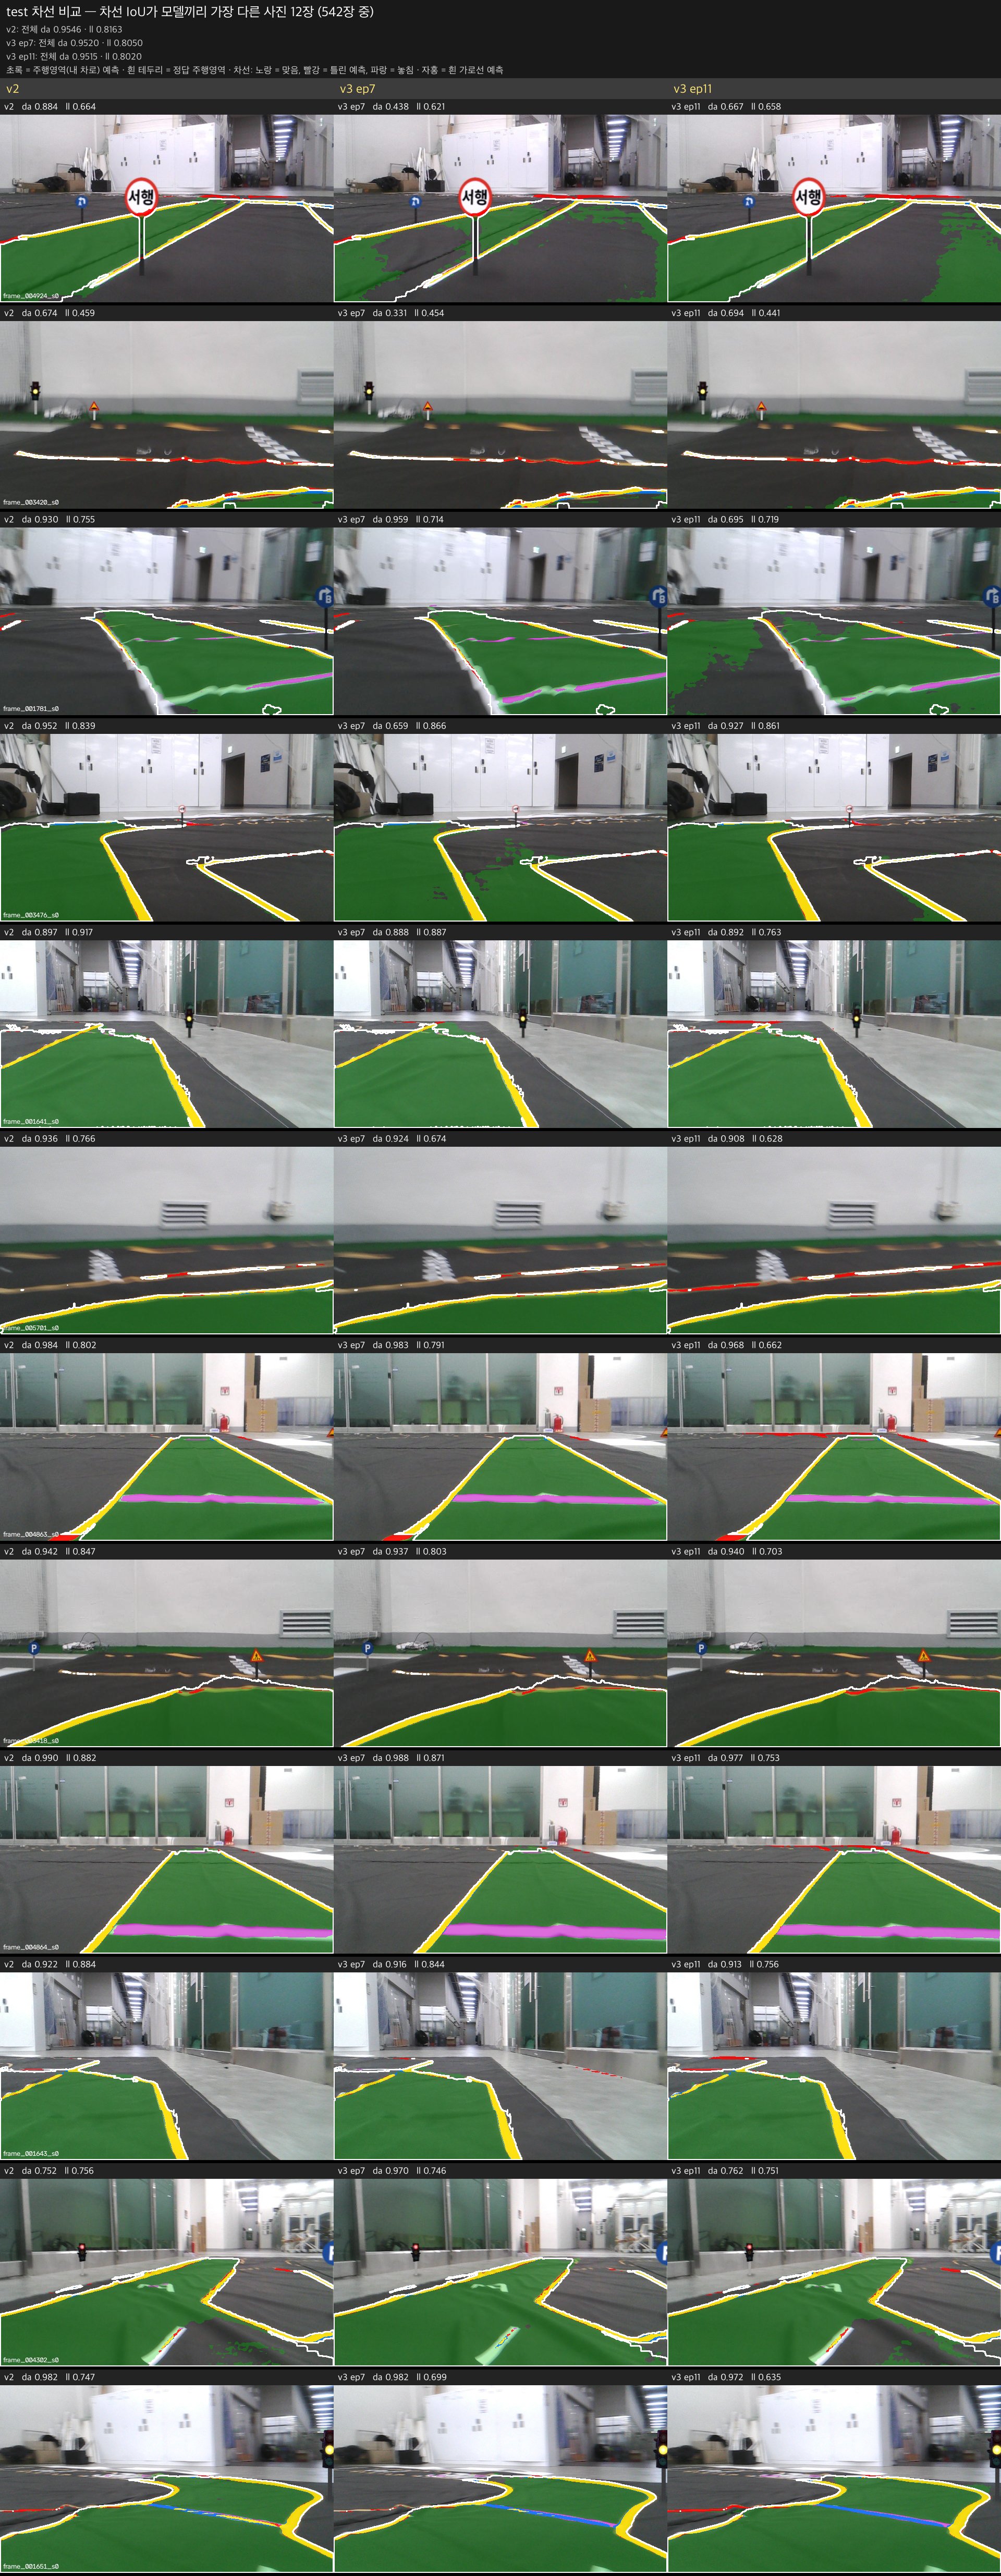 test 차선 비교 — 차선 IoU가 모델끼리 가장 다른 사진 12장 (542장 중)
v2: 전체 da 0.9546 · ll 0.8163
v3 ep7: 전체 da 0.9520 · ll 0.8050
v3 ep11: 전체 da 0.9515 · ll 0.8020
초록 = 주행영역(내 차로) 예측 · 흰 테두리 = 정답 주행영역 · 차선: 노랑 = 맞음, 빨강 = 틀린 예측, 파랑 = 놓침 · 자홍 = 흰 가로선 예측
v2 v3 ep7 v3 ep11
v2 da 0.884 ll 0.664 v3 ep7 da 0.438 ll 0.621 v3 ep11 da 0.667 ll 0.658
서행 서행 서행
frame_004924_s0
v2 da 0.674 ll 0.459 v3 ep7 da 0.331 ll 0.454 v3 ep11 da 0.694 ll 0.441
frame_003420_s0
v2 da 0.930 ll 0.755 v3 ep7 da 0.959 ll 0.714 v3 ep11 da 0.695 ll 0.719
B B B
frame_001781_s0
v2 da 0.952 ll 0.839 v3 ep7 da 0.659 ll 0.866 v3 ep11 da 0.927 ll 0.861
frame_003476_s0
v2 da 0.897 ll 0.917 v3 ep7 da 0.888 ll 0.887 v3 ep11 da 0.892 ll 0.763
frame_001641_s0
v2 da 0.936 ll 0.766 v3 ep7 da 0.924 ll 0.674 v3 ep11 da 0.908 ll 0.628
frame_005701_s0
v2 da 0.984 ll 0.802 v3 ep7 da 0.983 ll 0.791 v3 ep11 da 0.968 ll 0.662
frame_004863_s0
v2 da 0.942 ll 0.847 v3 ep7 da 0.937 ll 0.803 v3 ep11 da 0.940 ll 0.703
P P P
frame_003418_s0
v2 da 0.990 ll 0.882 v3 ep7 da 0.988 ll 0.871 v3 ep11 da 0.977 ll 0.753
frame_004864_s0
v2 da 0.922 ll 0.884 v3 ep7 da 0.916 ll 0.844 v3 ep11 da 0.913 ll 0.756
frame_001643_s0
v2 da 0.752 ll 0.756 v3 ep7 da 0.970 ll 0.746 v3 ep11 da 0.762 ll 0.751
frame_004302_s0
v2 da 0.982 ll 0.747 v3 ep7 da 0.982 ll 0.699 v3 ep11 da 0.972 ll 0.635
frame_001651_s0